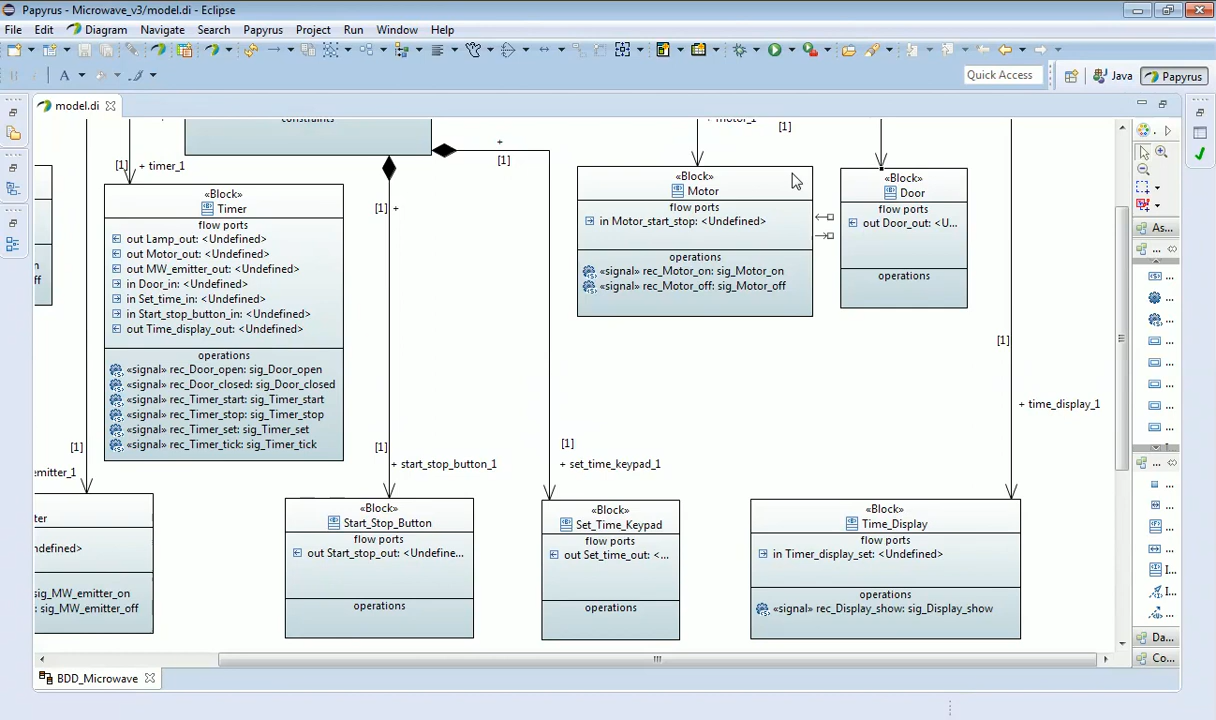 Papyrus - Microwave_v3/model.di - Eclipse
File Edit Diagram Navigate Search Papyrus Project Run Window Help
Quick Access
Java
Papyrus
model.di
constraints
+
[1]
+ motor_1
[1]
[1]
+ timer_1
«Block»
Timer
flow ports
out Lamp_out: <Undefined>
out Motor_out: <Undefined>
out MW_emitter_out: <Undefined>
in Door_in: <Undefined>
in Set_time_in: <Undefined>
in Start_stop_button_in: <Undefined>
out Time_display_out: <Undefined>
operations
«signal» rec_Door_open: sig_Door_open
«signal» rec_Door_closed: sig_Door_closed
«signal» rec_Timer_start: sig_Timer_start
«signal» rec_Timer_stop: sig_Timer_stop
«signal» rec_Timer_set: sig_Timer_set
«signal» rec_Timer_tick: sig_Timer_tick
[1] +
«Block»
Motor
flow ports
in Motor_start_stop: <Undefined>
operations
«signal» rec_Motor_on: sig_Motor_on
«signal» rec_Motor_off: sig_Motor_off
«Block»
Door
flow ports
out Door_out: <U...
operations
[1]
+ time_display_1
[1]
emitter_1
[1]
+ start_stop_button_1
[1]
+ set_time_keypad_1
tter
ndefined>
sig_MW_emitter_on
: sig_MW_emitter_off
«Block»
Start_Stop_Button
flow ports
out Start_stop_out: <Undefine...
operations
«Block»
Set_Time_Keypad
flow ports
out Set_time_out: <...
operations
«Block»
Time_Display
flow ports
in Timer_display_set: <Undefined>
operations
«signal» rec_Display_show: sig_Display_show
As...
I...
I...
Da...
Co...
BDD_Microwave